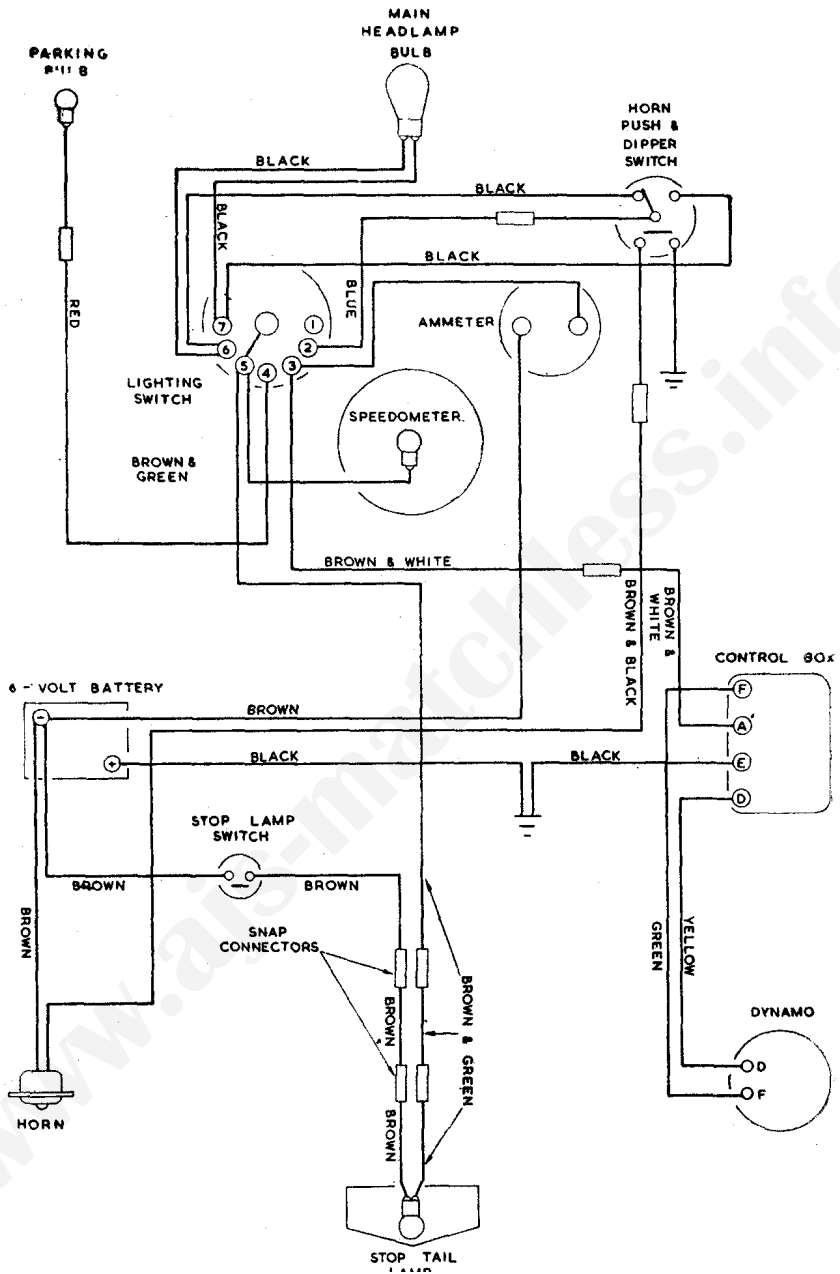 MAIN
HEADLAMP
BULB
PARKING
HORN
PUSH &
DIPPER
SWITCH
BLACK
BLACK
BLACK
BLACK
BLUE
RED
7
6
5
4
3
2
1
AMMETER
LIGHTING
SWITCH
SPEEDOMETER.
BROWN &
GREEN
BROWN & WHITE
BROWN & BLACK
BROWN &
WHITE
CONTROL BOX
F
A
E
D
6 - VOLT BATTERY
-
+
BROWN
BLACK
BLACK
STOP LAMP
SWITCH
BROWN
BROWN
BROWN
SNAP
CONNECTORS
BROWN
BROWN
BROWN & GREEN
GREEN
YELLOW
DYNAMO
D
F
HORN
STOP TAIL
LAMP
www.ajs-matchless.info